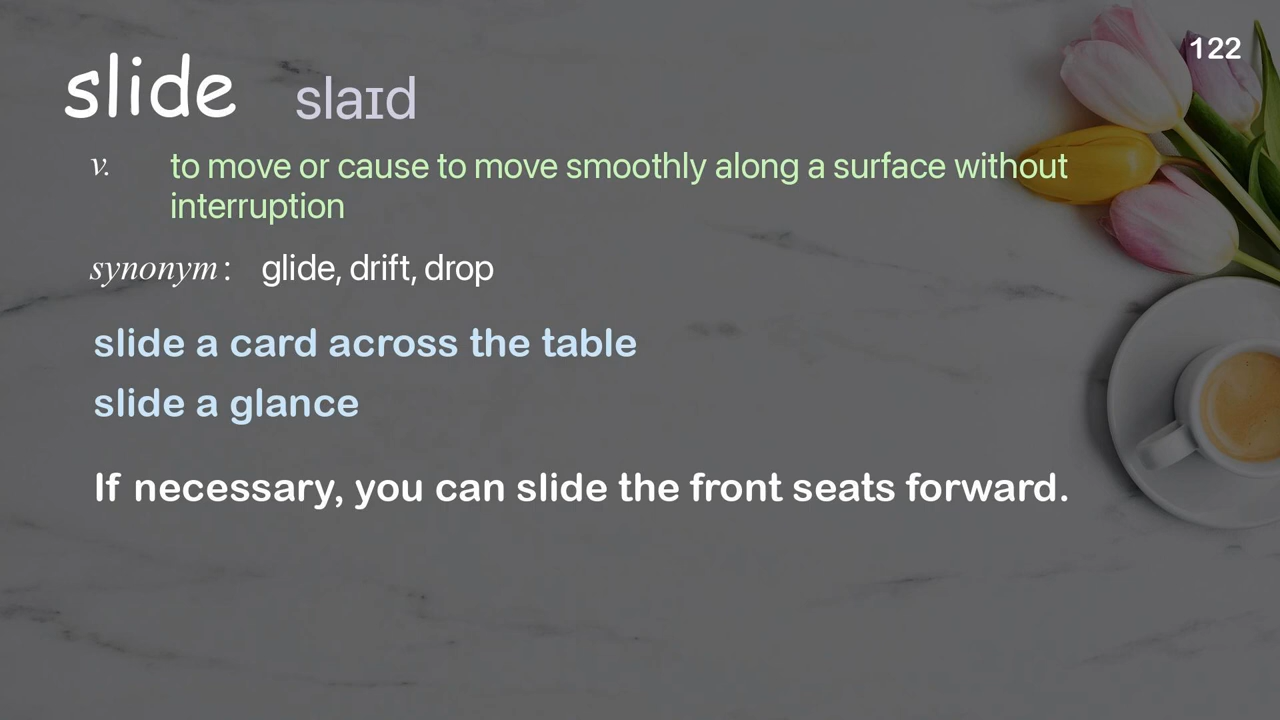 122
slide slaɪd
v. to move or cause to move smoothly along a surface without
interruption
synonym: glide, drift, drop
slide a card across the table
slide a glance
If necessary, you can slide the front seats forward.